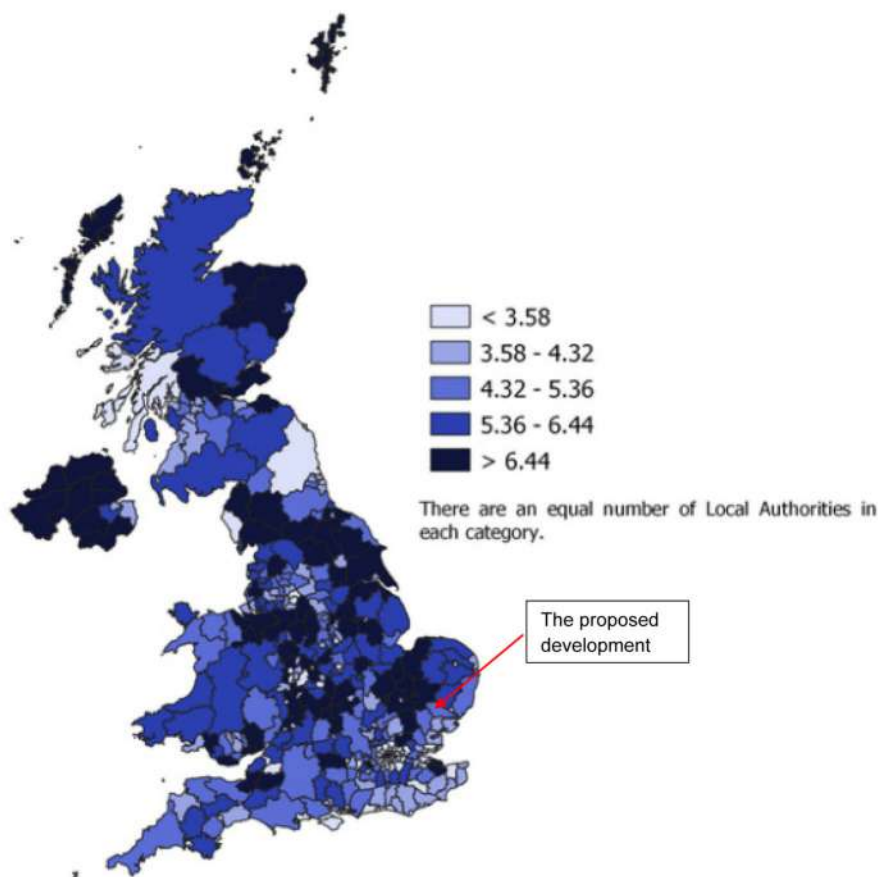 < 3.58
3.58 - 4.32
4.32 - 5.36
5.36 - 6.44
> 6.44
There are an equal number of Local Authorities in
each category.
The proposed
development